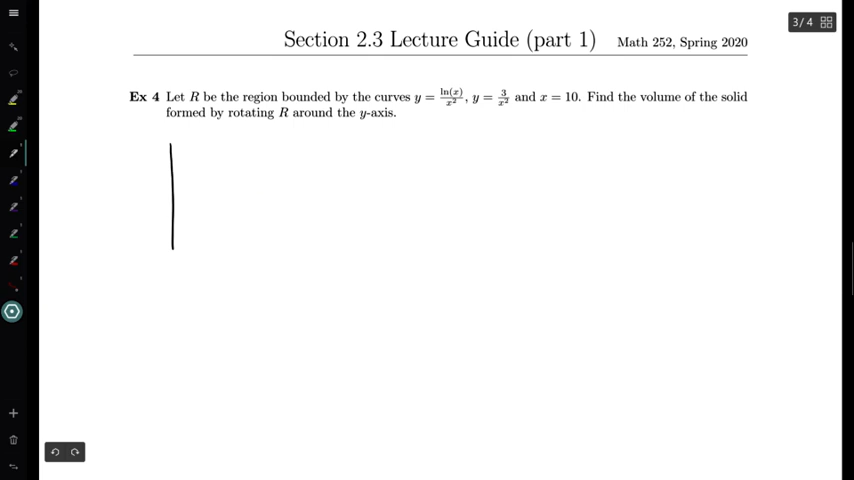 3/4
Section 2.3 Lecture Guide (part 1) Math 252, Spring 2020
Ex 4 Let R be the region bounded by the curves y = ln(x)/x², y = 3/x² and x = 10. Find the volume of the solid
formed by rotating R around the y-axis.